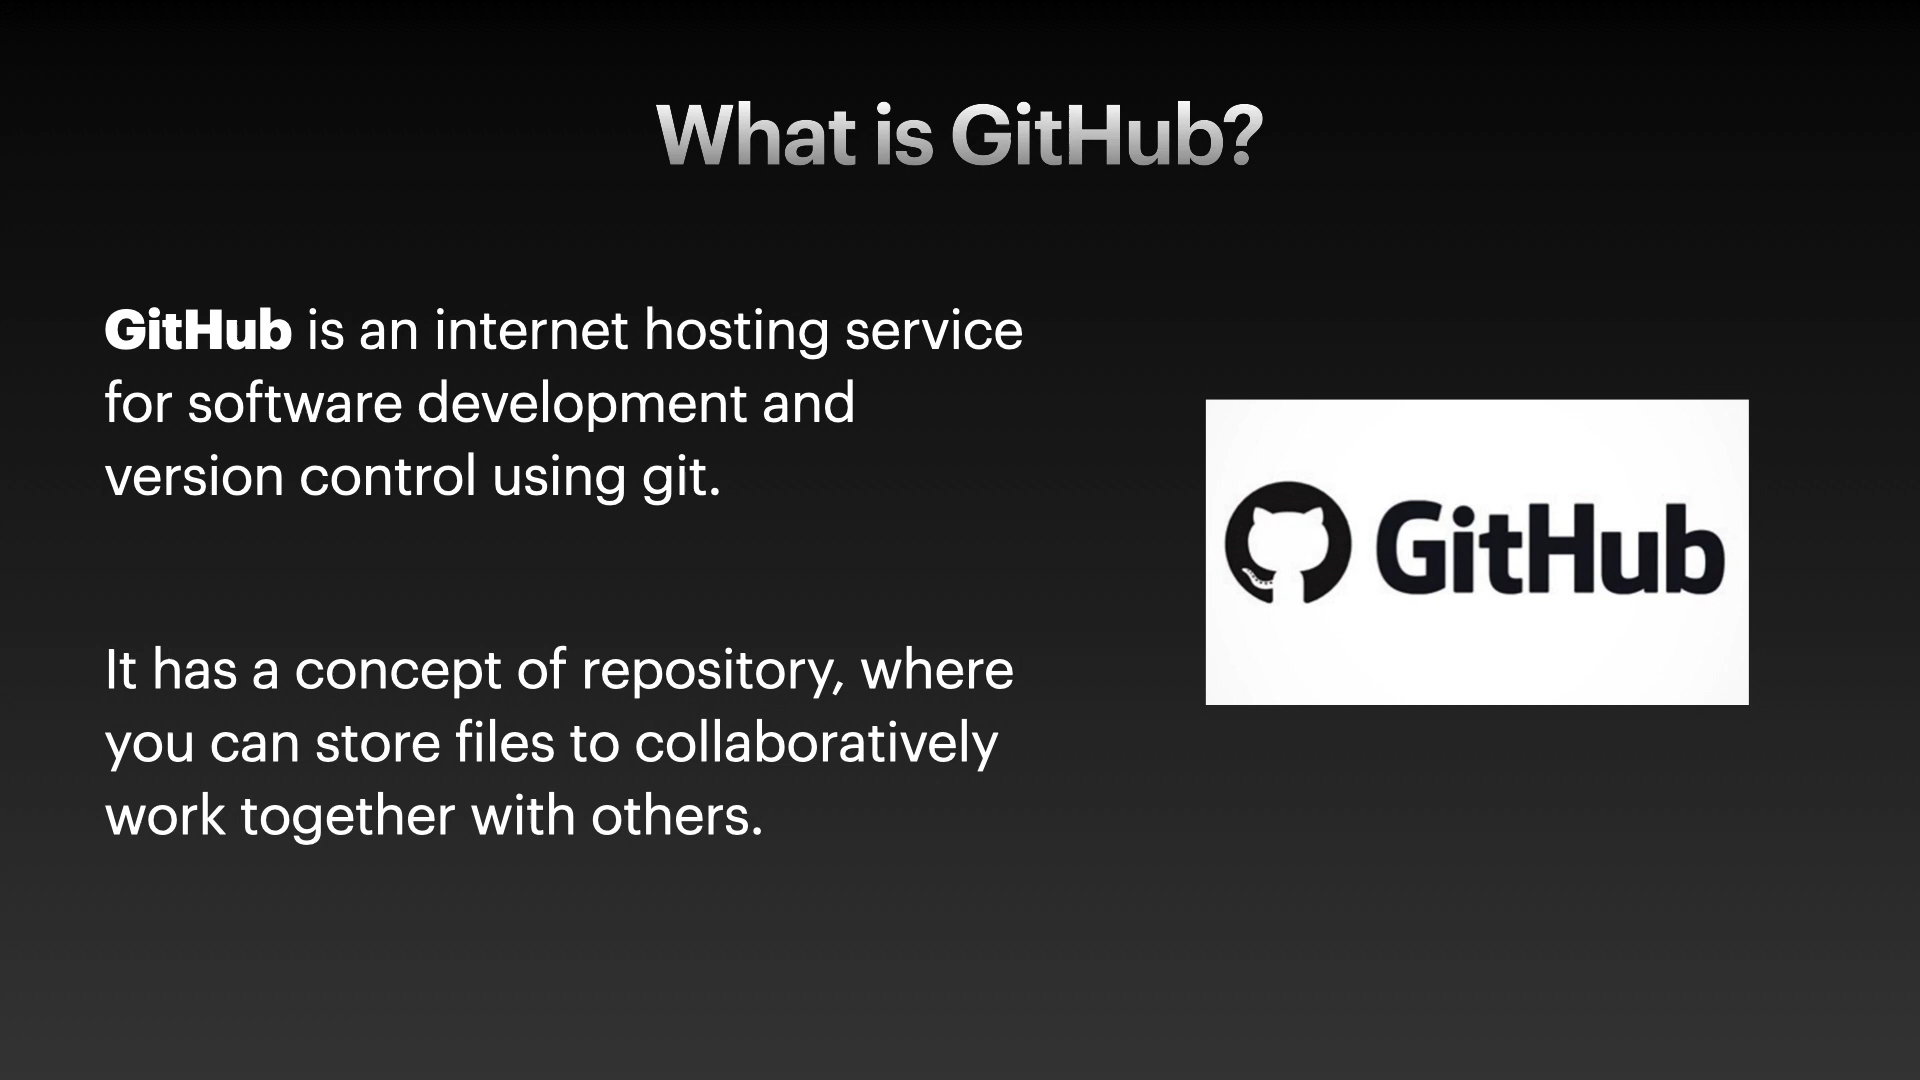 What is GitHub?
GitHub is an internet hosting service
for software development and
version control using git.
It has a concept of repository, where
you can store files to collaboratively
work together with others.
GitHub